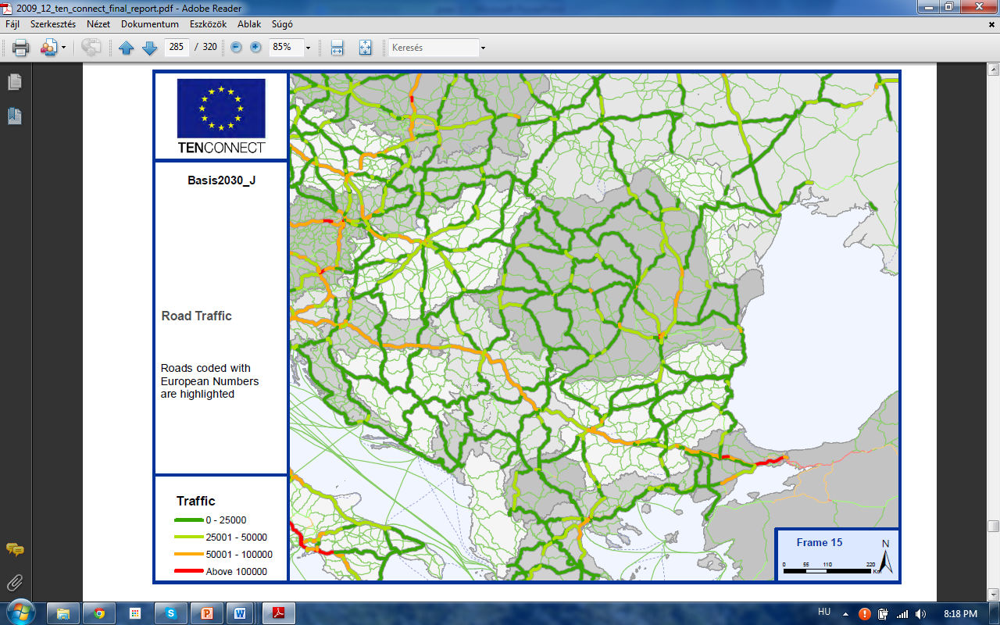 2009_12_ten_connect_final_report.pdf - Adobe Reader
Fájl Szerkesztés Nézet Dokumentum Eszközök Ablak Súgó
285 / 320 85% Keresés
TENCONNECT
Basis2030_J
Road Traffic
Roads coded with
European Numbers
are highlighted
Traffic
0 - 25000
25001 - 50000
50001 - 100000
Above 100000
Frame 15
N
0 55 110 220
Km
HU
8:18 PM